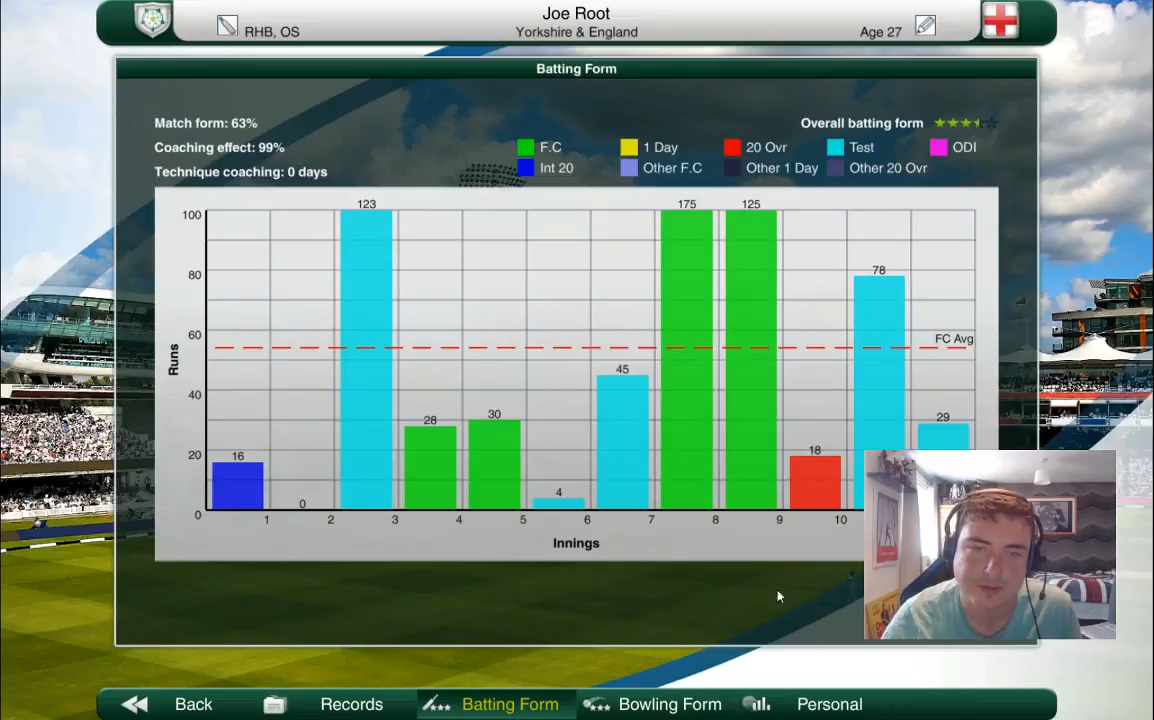 Joe Root
RHB, OS
Yorkshire & England
Age 27
Batting Form
Match form: 63%
Overall batting form
Coaching effect: 99%
F.C
1 Day
20 Ovr
Test
ODI
Technique coaching: 0 days
Int 20
Other F.C
Other 1 Day
Other 20 Ovr
Runs
100
80
60
40
20
0
16
0
123
28
30
4
45
175
125
18
78
29
FC Avg
1
2
3
4
5
6
7
8
9
10
Innings
Back
Records
Batting Form
Bowling Form
Personal